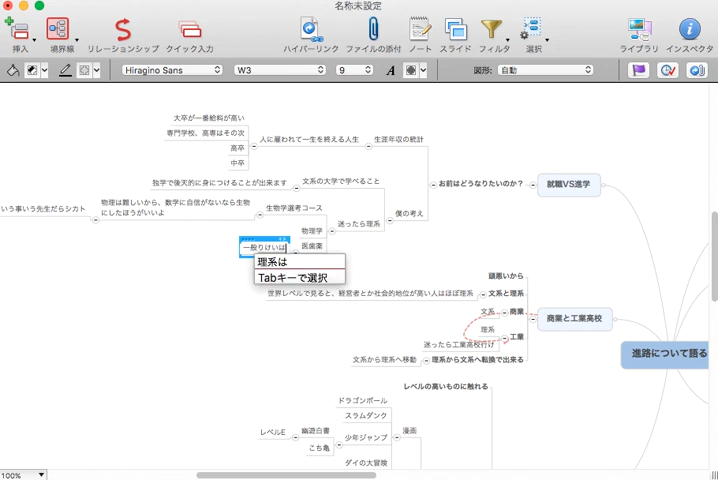 名称未設定
挿入 境界線 リレーションシップ クイック入力 ハイパーリンク ファイルの添付 ノート スライド フィルタ 選択 ライブラリ インスペクタ
Hiragino Sans W3 9 A 図形: 自動
大卒が一番給料が高い
専門学校、高専はその次
高卒
中卒
人に雇われて一生を終える人生
生涯年収の統計
独学で後天的に身につけることが出来ます
文系の大学で学べること
お前はどうなりたいのか？
就職VS進学
いう事いう先生だらシカト
物理は難しいから、数学に自信がないなら生物
にしたほうがいいよ
生物学選考コース
僕の考え
物理学
迷ったら理系
医歯薬
一般りけいは
理系は
Tabキーで選択
頭悪いから
世界レベルで見ると、経営者とか社会的地位が高い人はほぼ理系
文系と理系
文系
商業
商業と工業高校
理系
工業
迷ったら工業高校行け
文系から理系へ移動
理系から文系へ転換で出来る
進路について語る
レベルの高いものに触れる
ドラゴンボール
スラムダンク
レベルE
幽遊白書
少年ジャンプ
漫画
こち亀
ダイの大冒険
100%